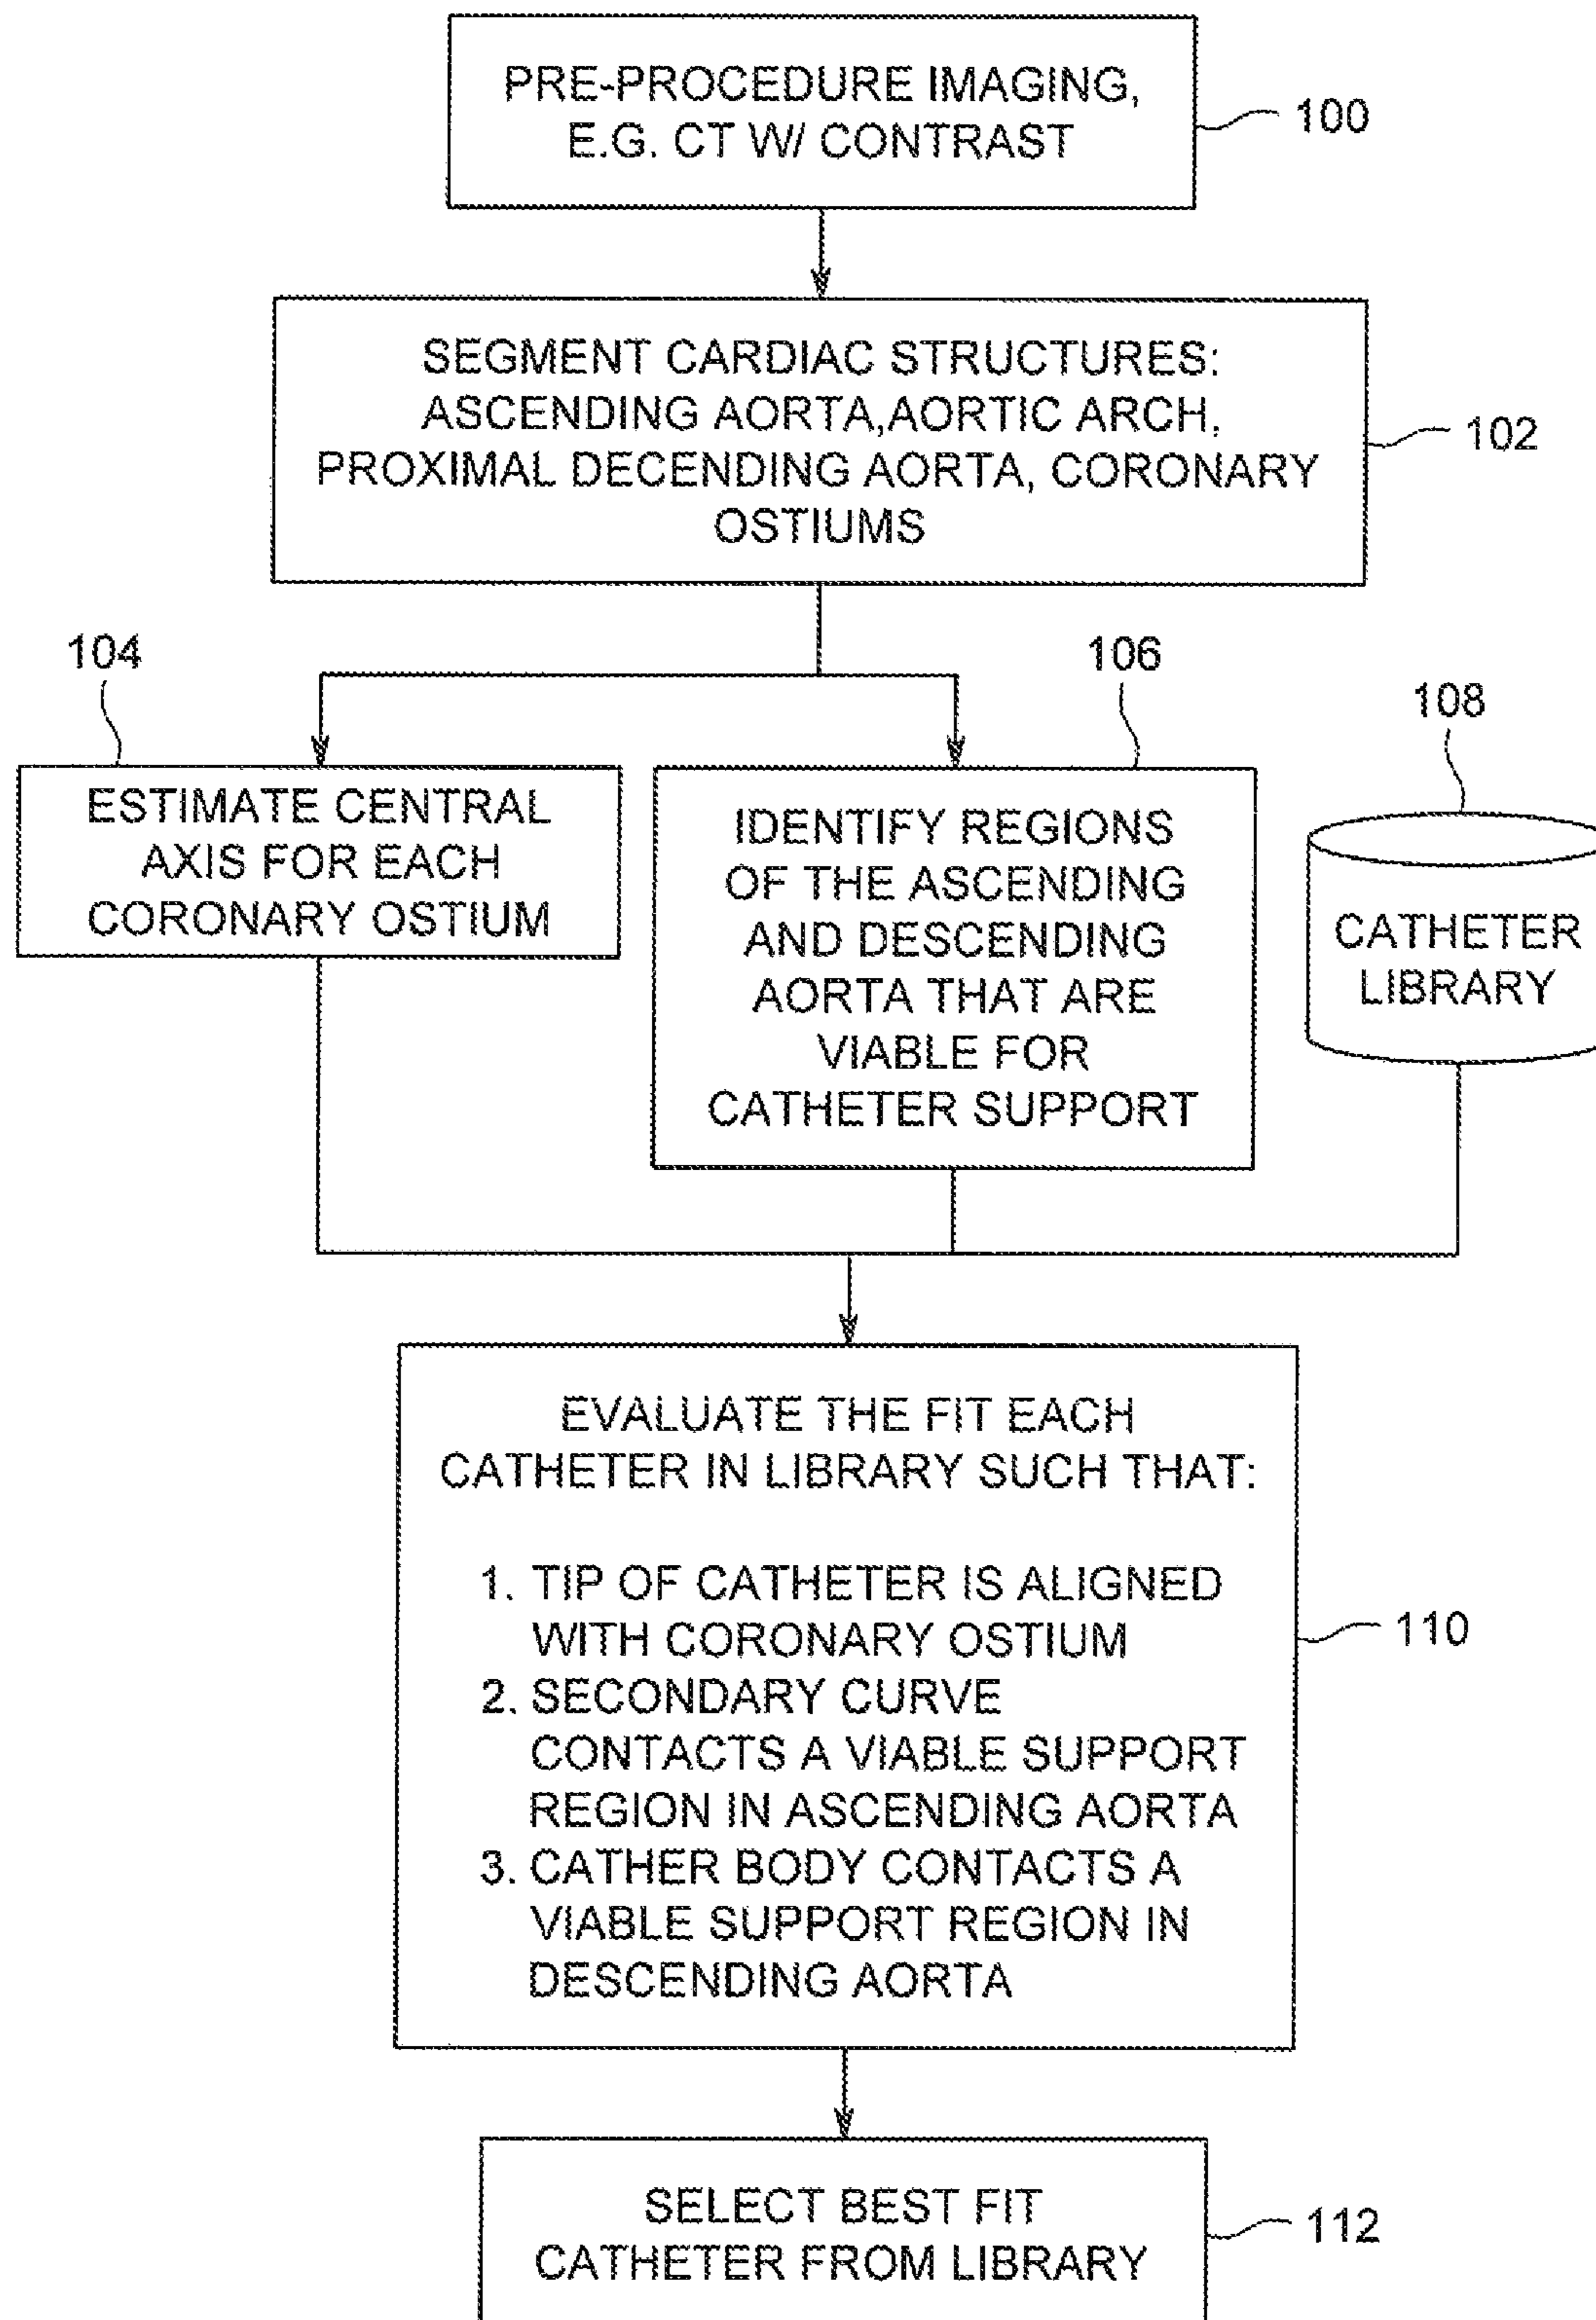 PRE-PROCEDURE IMAGING,
E.G. CT W/ CONTRAST
100
SEGMENT CARDIAC STRUCTURES:
ASCENDING AORTA,AORTIC ARCH,
PROXIMAL DECENDING AORTA, CORONARY
OSTIUMS
102
104
ESTIMATE CENTRAL
AXIS FOR EACH
CORONARY OSTIUM
106
IDENTIFY REGIONS
OF THE ASCENDING
AND DESCENDING
AORTA THAT ARE
VIABLE FOR
CATHETER SUPPORT
108
CATHETER
LIBRARY
EVALUATE THE FIT EACH
CATHETER IN LIBRARY SUCH THAT:
1. TIP OF CATHETER IS ALIGNED
WITH CORONARY OSTIUM
2. SECONDARY CURVE
CONTACTS A VIABLE SUPPORT
REGION IN ASCENDING AORTA
3. CATHER BODY CONTACTS A
VIABLE SUPPORT REGION IN
DESCENDING AORTA
110
SELECT BEST FIT
CATHETER FROM LIBRARY
112